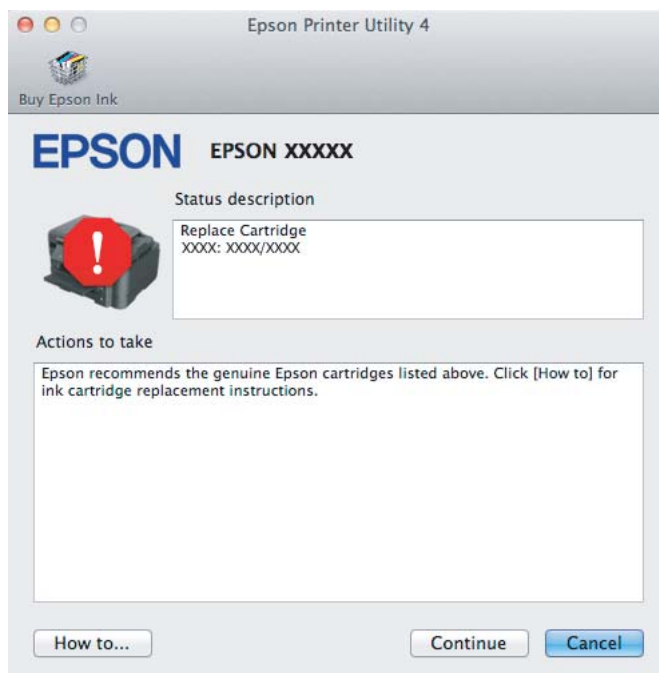 Epson Printer Utility 4
Buy Epson Ink
EPSON EPSON XXXXX
Status description
Replace Cartridge
XXXX: XXXX/XXXX
Actions to take
Epson recommends the genuine Epson cartridges listed above. Click [How to] for
ink cartridge replacement instructions.
How to... Continue Cancel